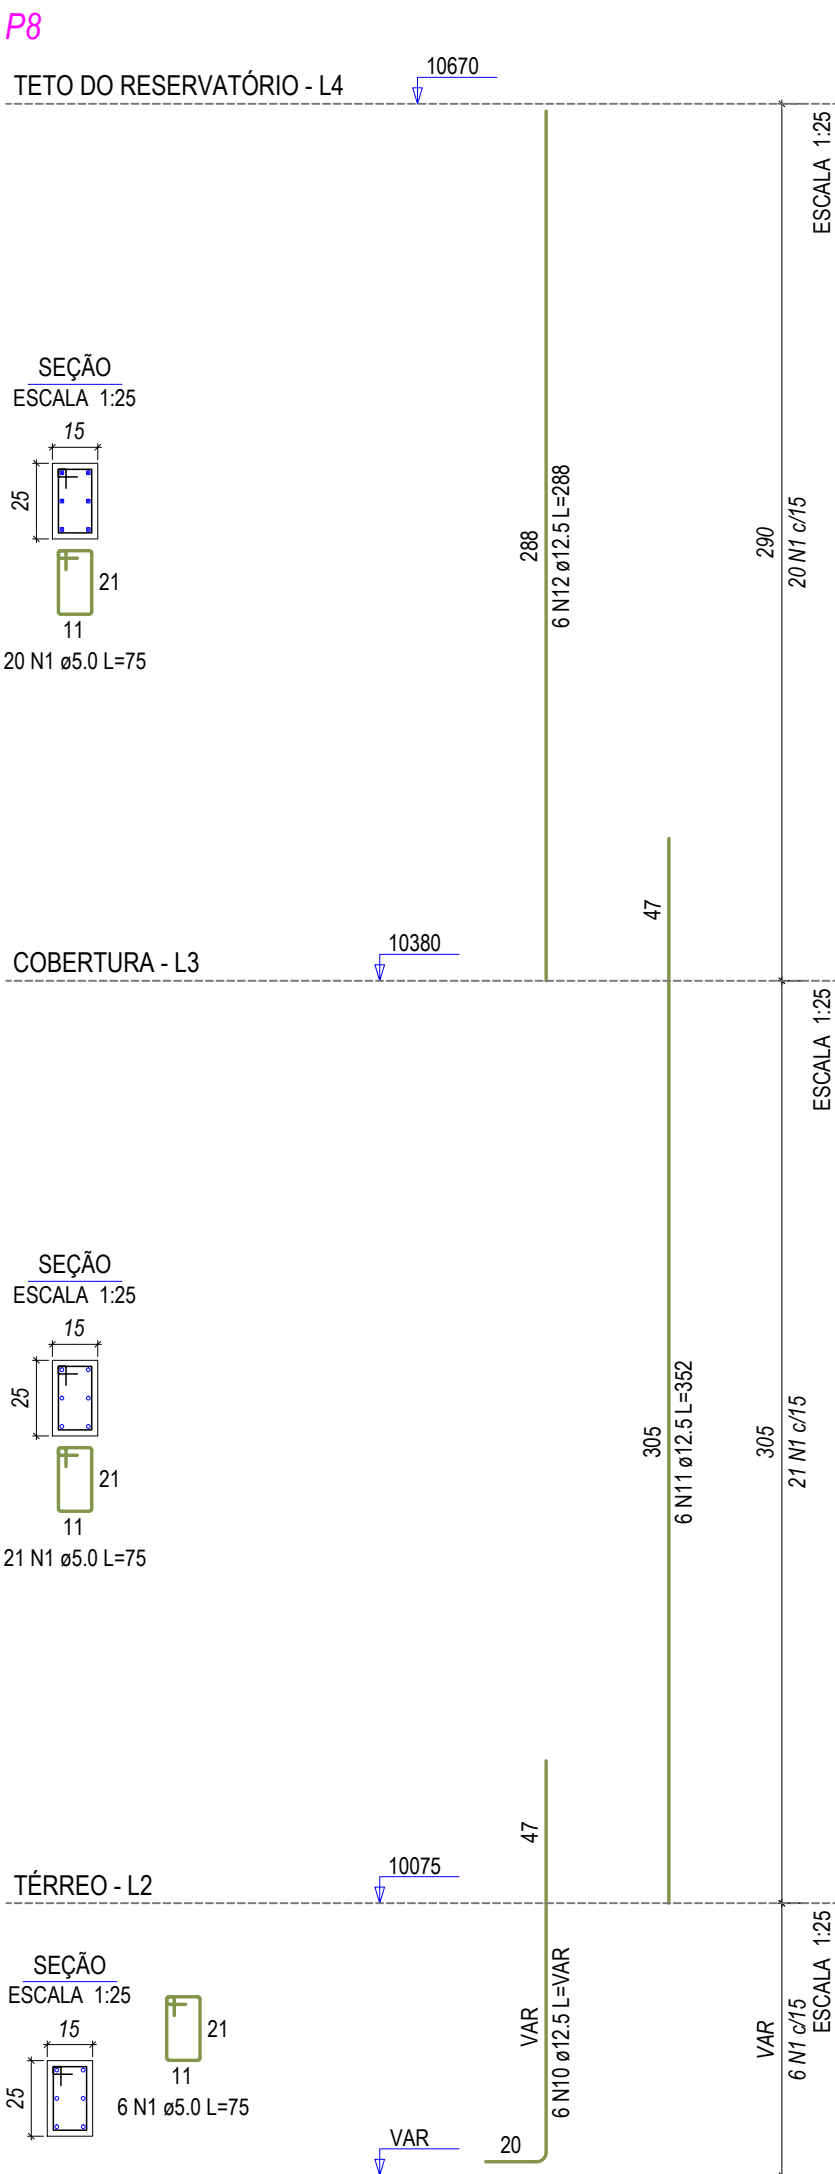 P8
10670
TETO DO RESERVATÓRIO - L4
ESCALA 1:25
SEÇÃO
ESCALA 1:25
15
25
21
11
20 N1 ø5.0 L=75
288
6 N12 ø12.5 L=288
290
20 N1 c/15
47
10380
COBERTURA - L3
ESCALA 1:25
SEÇÃO
ESCALA 1:25
15
25
21
11
21 N1 ø5.0 L=75
305
6 N11 ø12.5 L=352
305
21 N1 c/15
47
10075
TÉRREO - L2
ESCALA 1:25
SEÇÃO
ESCALA 1:25
15
25
21
11
6 N1 ø5.0 L=75
VAR
6 N10 ø12.5 L=VAR
VAR
6 N1 c/15
20
VAR